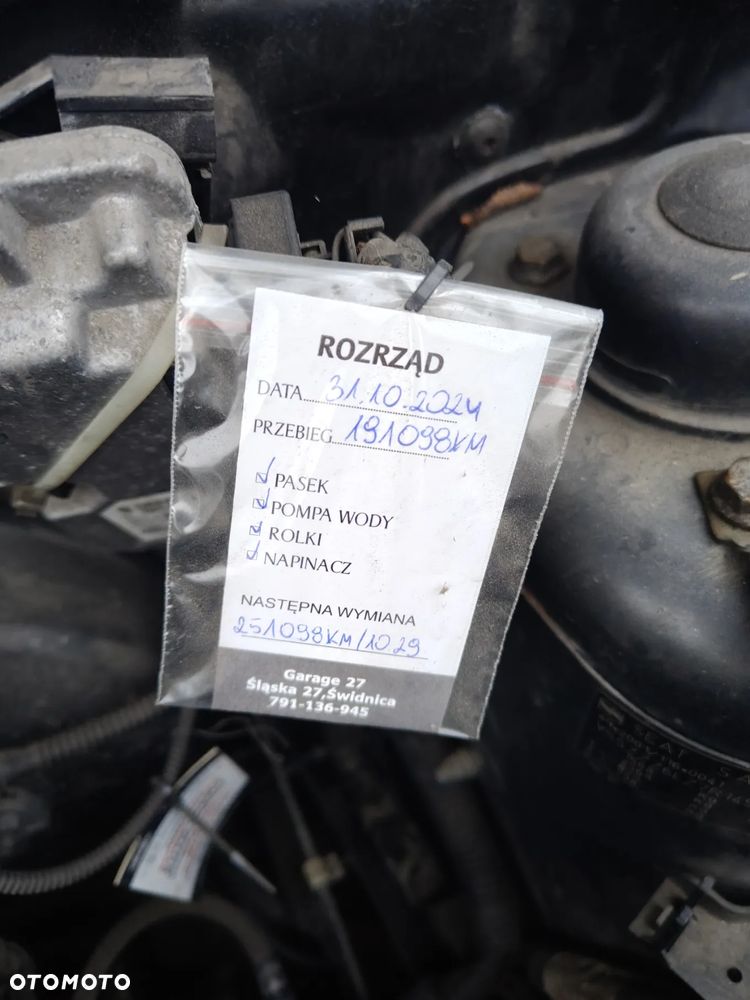 ROZRZĄD
DATA 31.10.2024
PRZEBIEG 191098KM
PASEK
POMPA WODY
ROLKI
NAPINACZ
NASTĘPNA WYMIANA
251098KM/10.29
Garage 27
Śląska 27, Świdnica
791-136-945
SEAT
OTOMOTO